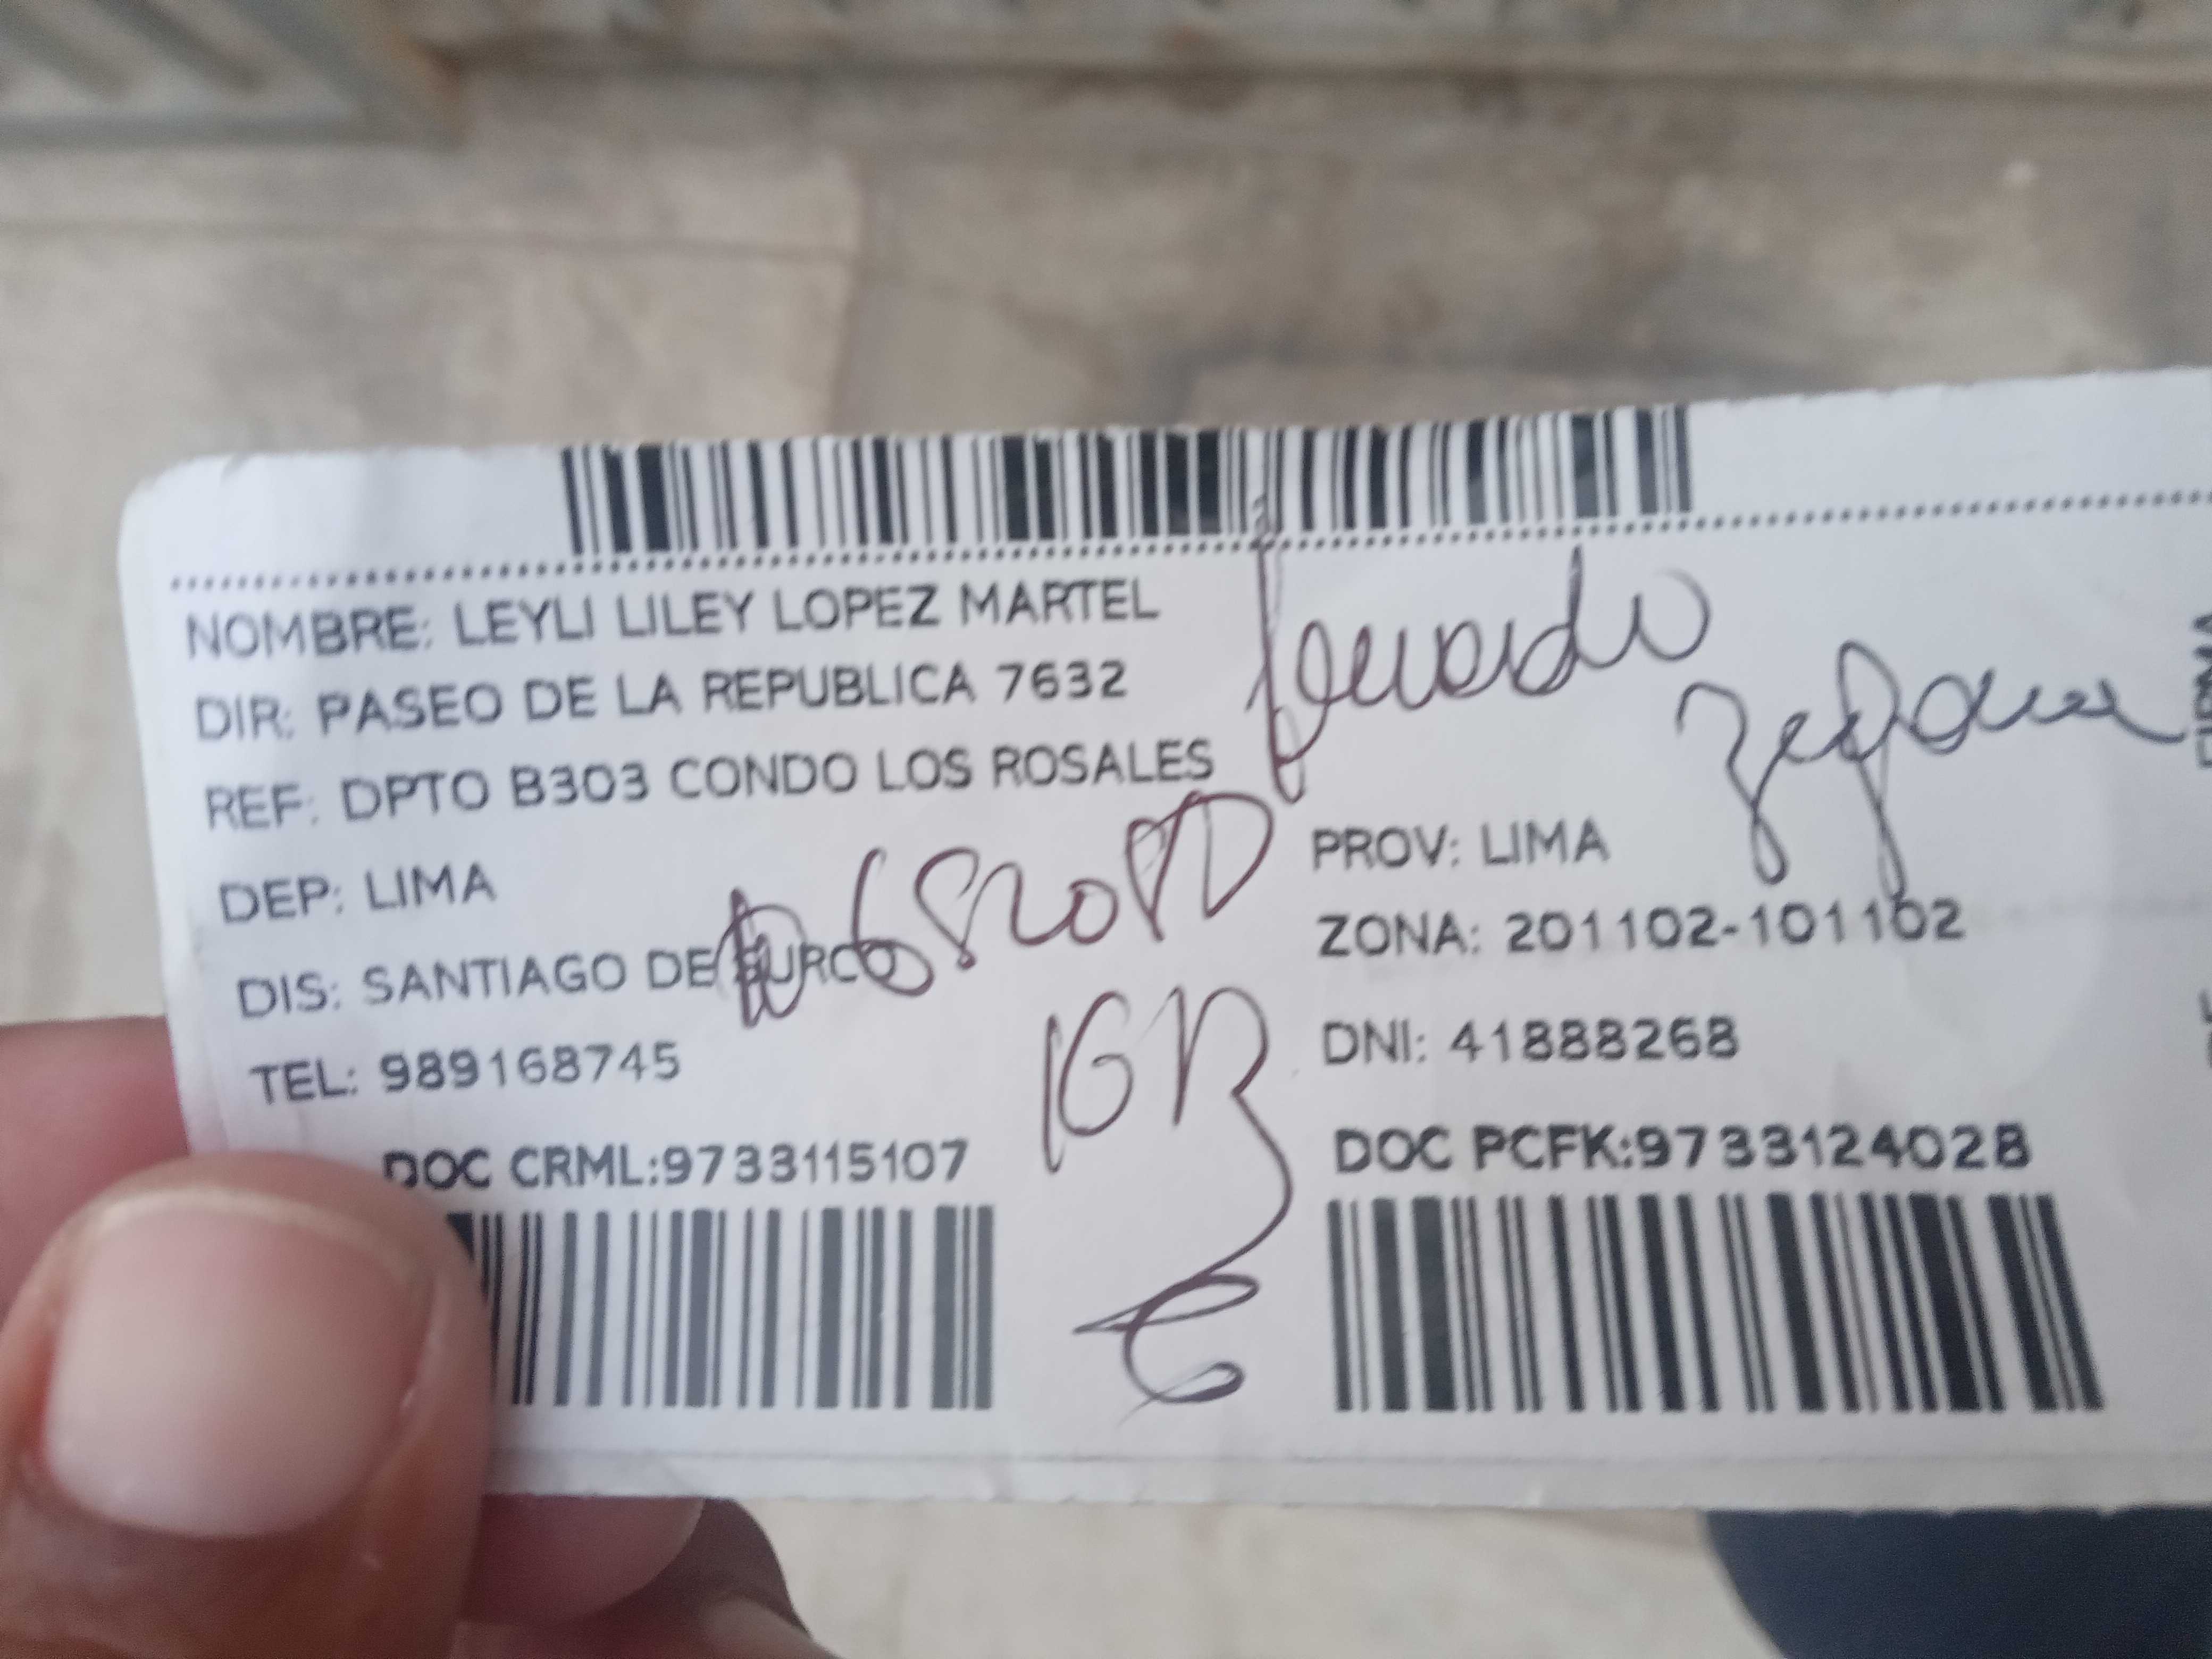 NOMBRE: LEYLI LILEY LOPEZ MARTEL
DIR: PASEO DE LA REPUBLICA 7632
REF: DPTO B303 CONDO LOS ROSALES
DEP: LIMA
PROV: LIMA
DIS: SANTIAGO DE SURCO
ZONA: 201102-101102
TEL: 989168745
DNI: 41888268
DOC CRML:9733115107
DOC PCFK:9733124028
FIRMA